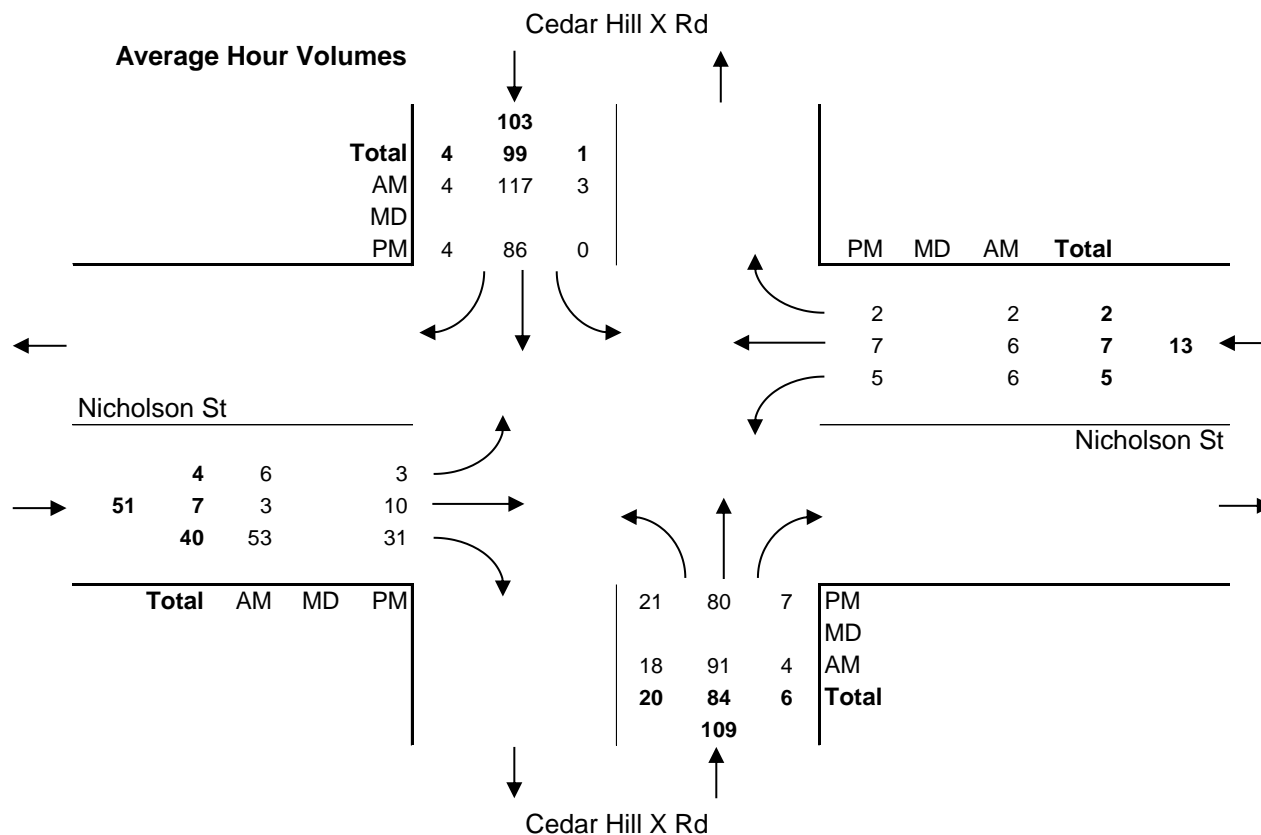 Cedar Hill X Rd
Average Hour Volumes
103
Total 4 99 1
AM 4 117 3
MD
PM 4 86 0
PM MD AM Total
2 2 2
7 6 7 13
5 6 5
Nicholson St
Nicholson St
4 6 3
51 7 3 10
40 53 31
Total AM MD PM
21 80 7 PM
MD
18 91 4 AM
20 84 6 Total
109
Cedar Hill X Rd